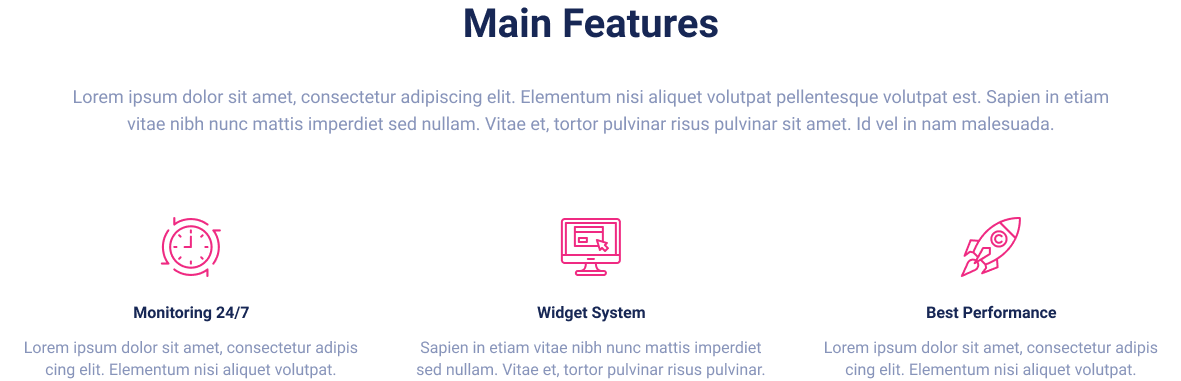 Main Features
Lorem ipsum dolor sit amet, consectetur adipiscing elit. Elementum nisi aliquet volutpat pellentesque volutpat est. Sapien in etiam
vitae nibh nunc mattis imperdiet sed nullam. Vitae et, tortor pulvinar risus pulvinar sit amet. Id vel in nam malesuada.
Monitoring 24/7
Lorem ipsum dolor sit amet, consectetur adipis
cing elit. Elementum nisi aliquet volutpat.
Widget System
Sapien in etiam vitae nibh nunc mattis imperdiet
sed nullam. Vitae et, tortor pulvinar risus pulvinar.
Best Performance
Lorem ipsum dolor sit amet, consectetur adipis
cing elit. Elementum nisi aliquet volutpat.